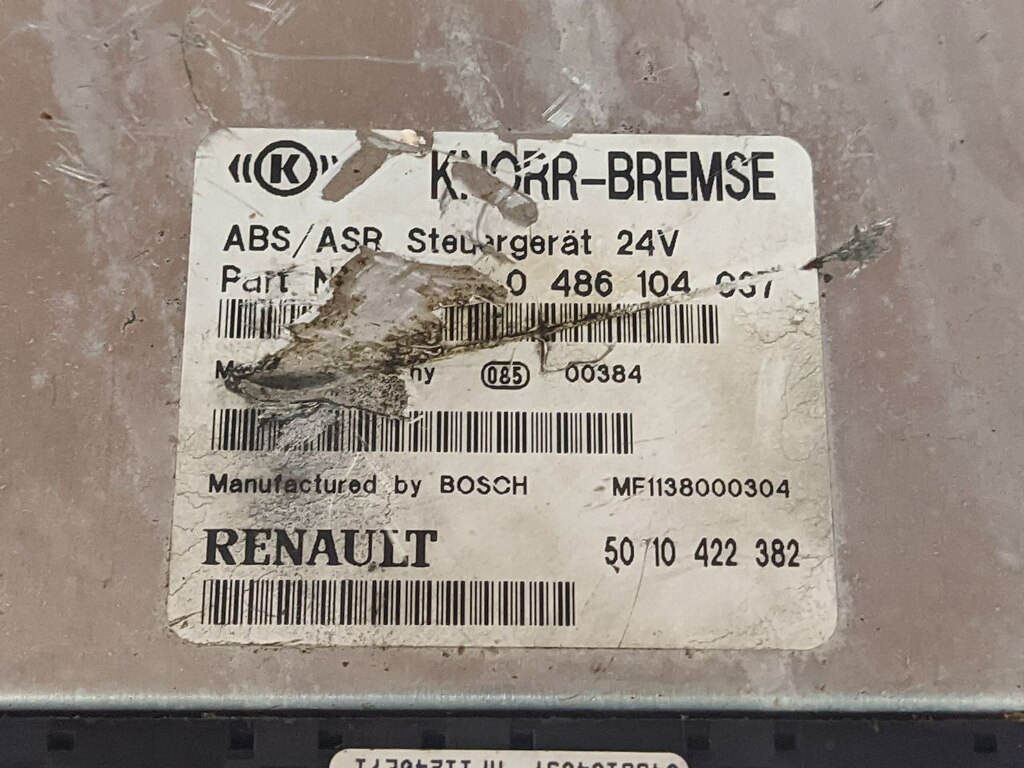 K KNORR-BREMSE
ABS/ASR Steuergerät 24V
Part 0 486 104
085 00384
Manufactured by BOSCH MF1138000304
RENAULT 50 10 422 382